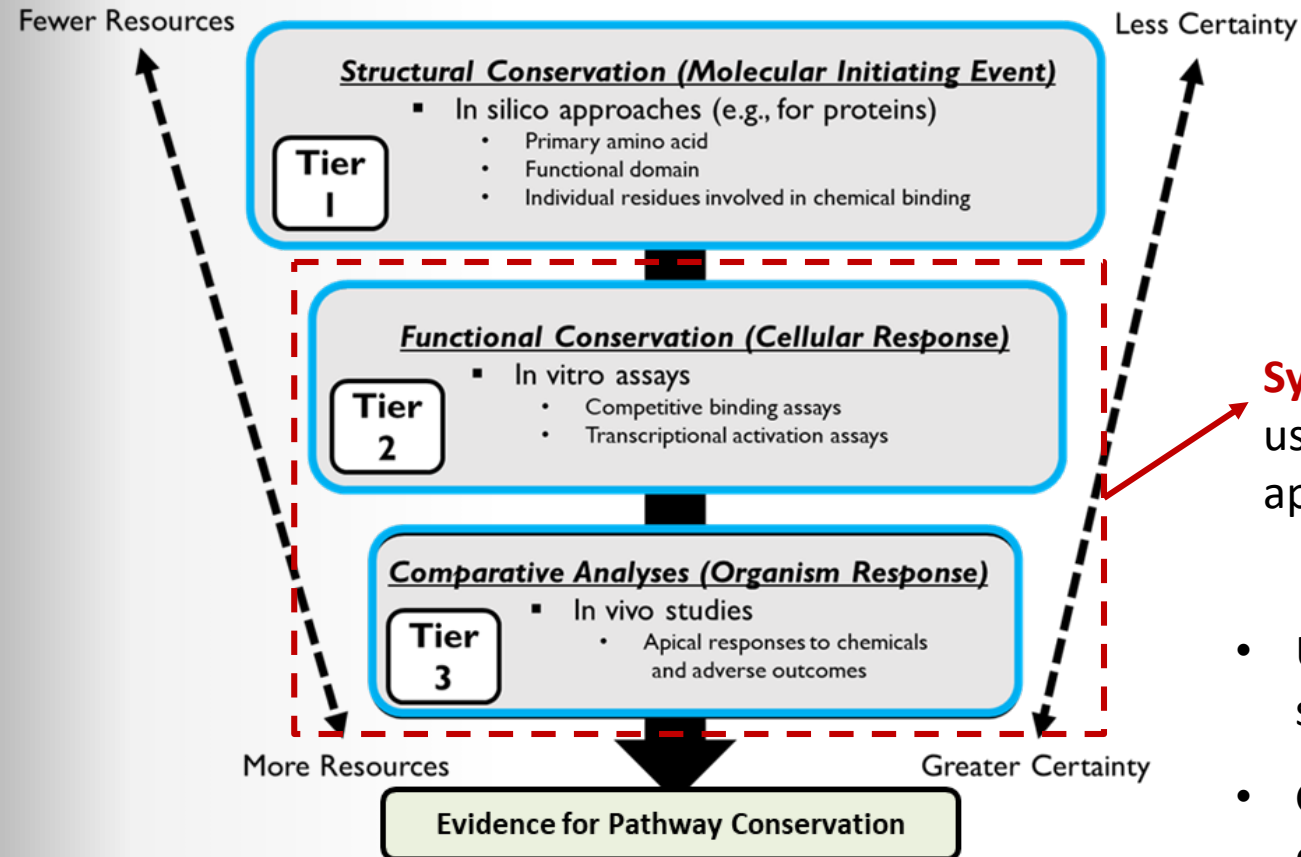 Fewer Resources
Less Certainty
Structural Conservation (Molecular Initiating Event)
▪ In silico approaches (e.g., for proteins)
• Primary amino acid
• Functional domain
• Individual residues involved in chemical binding
Tier
1
Functional Conservation (Cellular Response)
▪ In vitro assays
• Competitive binding assays
• Transcriptional activation assays
Tier
2
Comparative Analyses (Organism Response)
▪ In vivo studies
• Apical responses to chemicals
and adverse outcomes
Tier
3
More Resources
Greater Certainty
Evidence for Pathway Conservation
Sy
us
ap